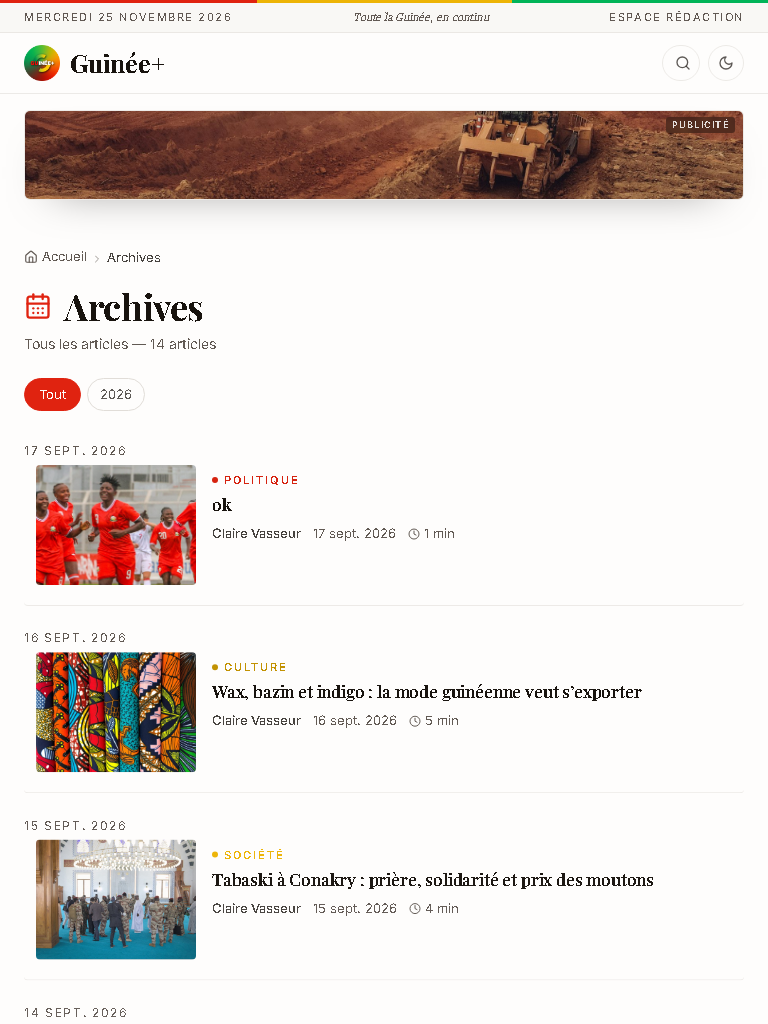 MERCREDI 25 NOVEMBRE 2026
Toute la Guinée, en continu
ESPACE RÉDACTION
Guinée+
PUBLICITÉ
Accueil › Archives
Archives
Tous les articles — 14 articles
Tout
2026
17 SEPT. 2026
POLITIQUE
ok
Claire Vasseur 17 sept. 2026 1 min
16 SEPT. 2026
CULTURE
Wax, bazin et indigo : la mode guinéenne veut s’exporter
Claire Vasseur 16 sept. 2026 5 min
15 SEPT. 2026
SOCIÉTÉ
Tabaski à Conakry : prière, solidarité et prix des moutons
Claire Vasseur 15 sept. 2026 4 min
14 SEPT. 2026